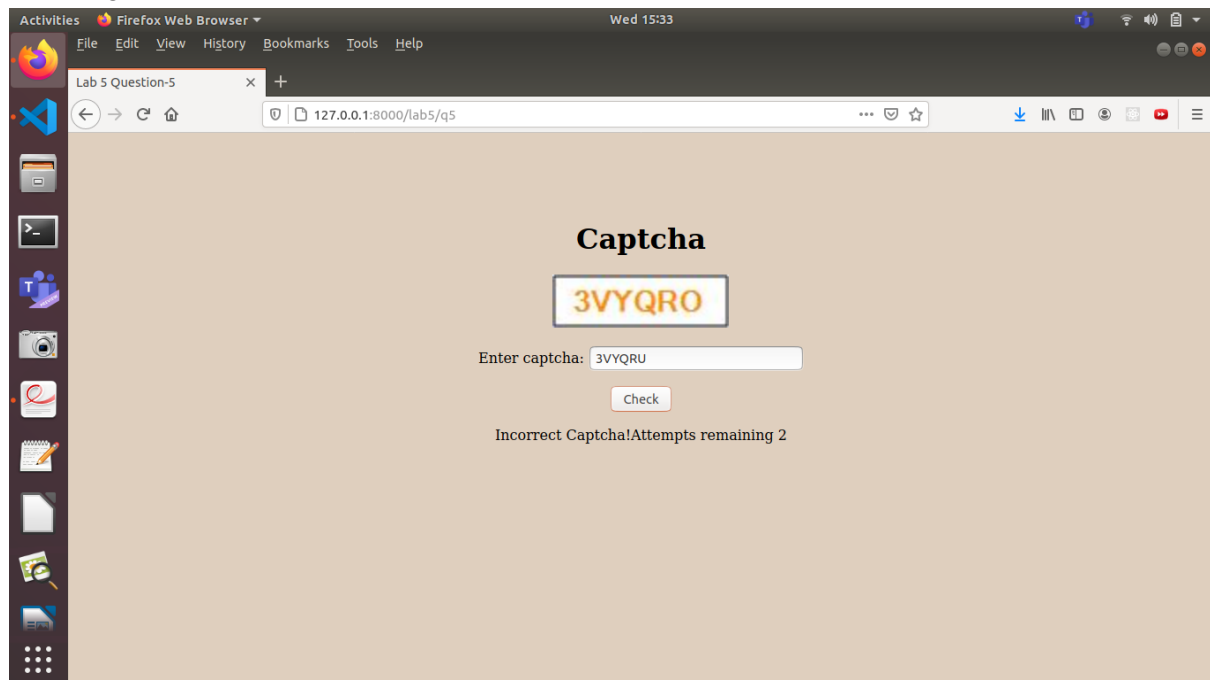 Activities Firefox Web Browser Wed 15:33
File Edit View History Bookmarks Tools Help
Lab 5 Question-5
127.0.0.1:8000/lab5/q5
Captcha
3VYQRO
Enter captcha: 3VYQRU
Check
Incorrect Captcha!Attempts remaining 2